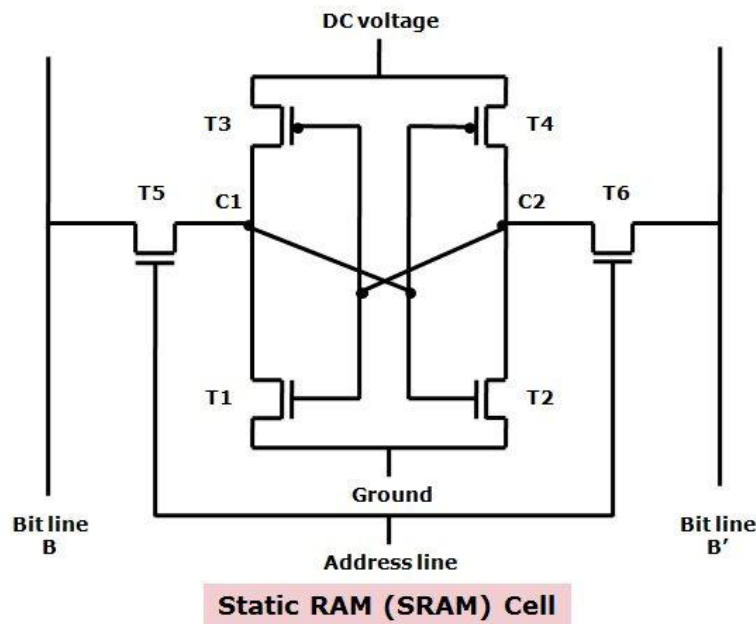 DC voltage
T3
T4
T5
C1
C2
T6
T1
T2
Ground
Bit line
B
Address line
Bit line
B’
Static RAM (SRAM) Cell